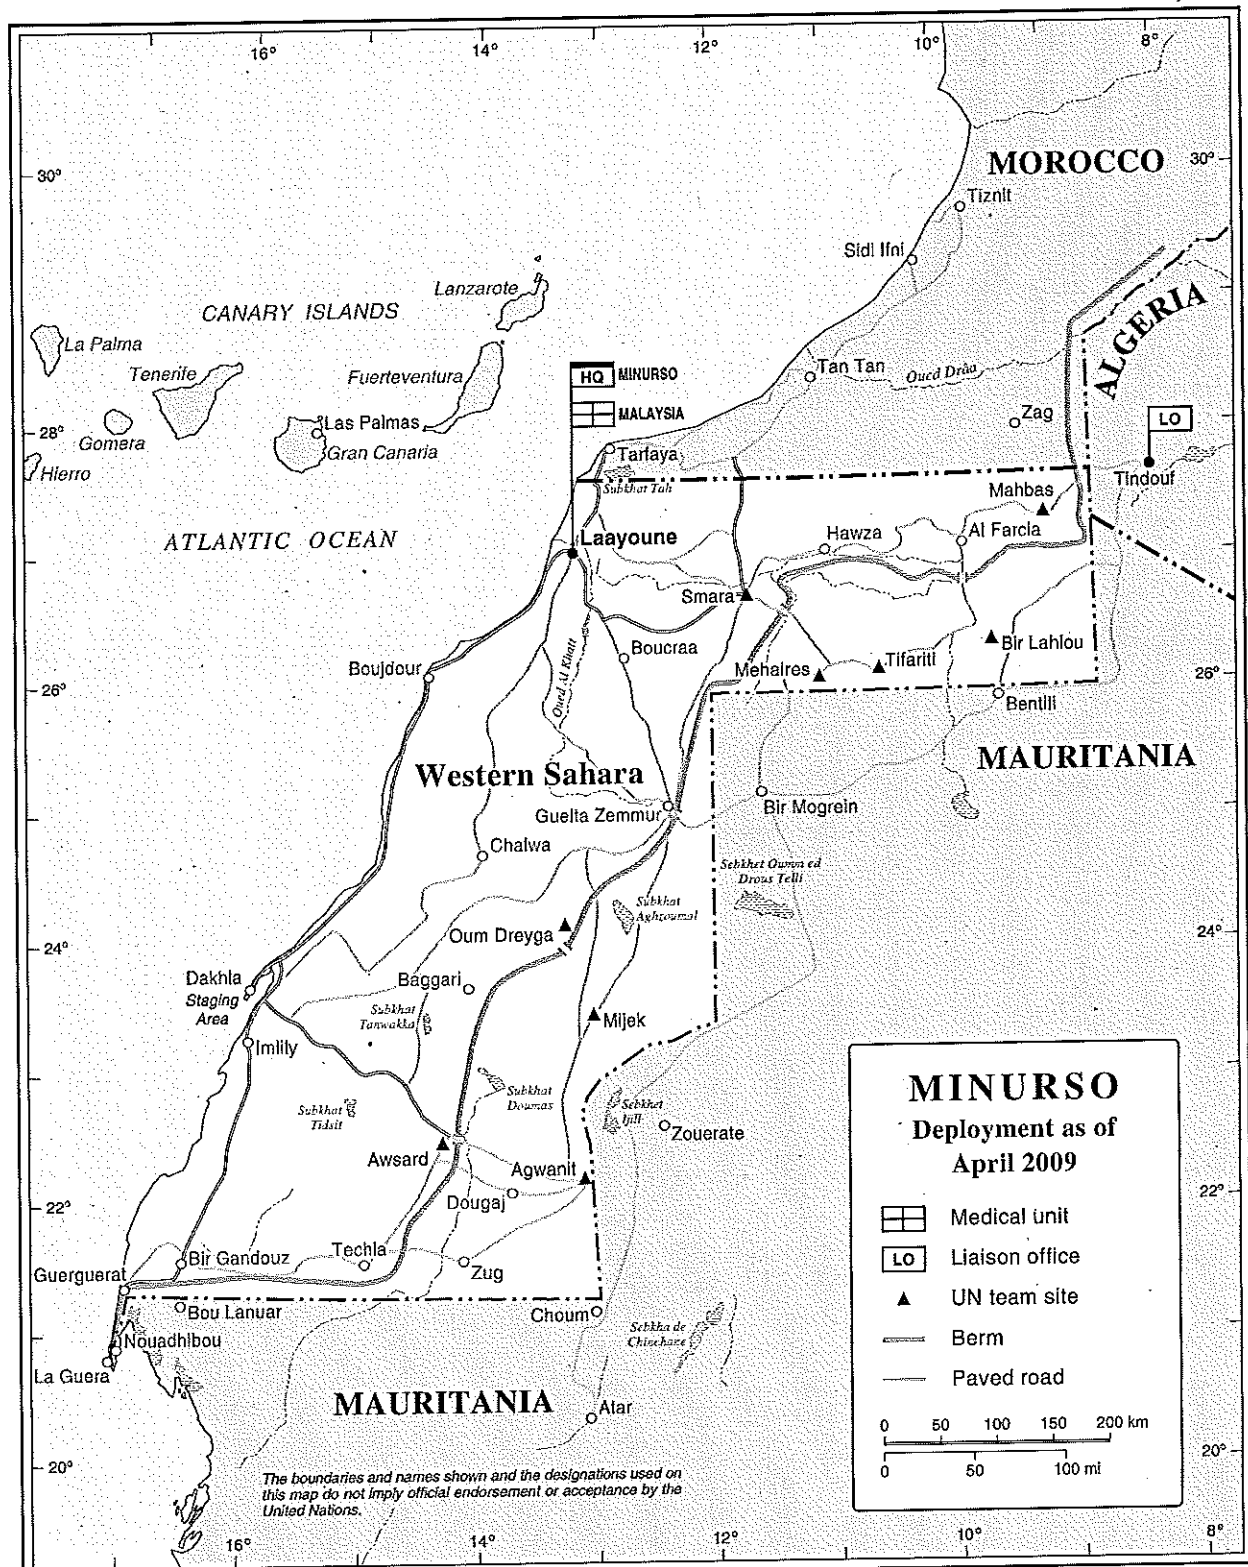 16°
14°
12°
10°
8°
MOROCCO
30°
30°
Tiznit
Sidi Ifni
Lanzarote
CANARY ISLANDS
ALGERIA
La Palma
Tenerife
Fuerteventura
HQ MINURSO
Tan Tan
Oued Drâa
MALAYSIA
Zag
LO
Las Palmas
28°
28°
Gomera
Gran Canaria
Tarfaya
Hierro
Tindouf
Subkhat Tah
Mahbas
ATLANTIC OCEAN
Laayoune
Hawza
Al Farcia
Smara
Bir Lahlou
Boucraa
Tifariti
Boujdour
Mehaires
Oued Al Khatt
26°
26°
Bentili
MAURITANIA
Western Sahara
Guelta Zemmur
Bir Mogrein
Chalwa
Sebkhet Oumm ed
Drous Telli
Subkhat
Aghzoumal
Oum Dreyga
24°
24°
Dakhla
Staging
Area
Baggari
Subkhat
Tanwakka
Mijek
Imlily
MINURSO
Deployment as of
April 2009
Subkhat
Doumas
Subkhat
Tidsit
Sebkhet
Ijill
Zouerate
Awsard
Agwanit
Dougaj
22°
22°
Medical unit
LO Liaison office
Techla
Bir Gandouz
Zug
Guerguerat
UN team site
Bou Lanuar
Choum
Sebkha de
Chinchane
Berm
Nouadhibou
La Guera
Paved road
MAURITANIA
Atar
0 50 100 150 200 km
0 50 100 mi
20°
20°
The boundaries and names shown and the designations used on
this map do not imply official endorsement or acceptance by the
United Nations.
16°
14°
12°
10°
8°